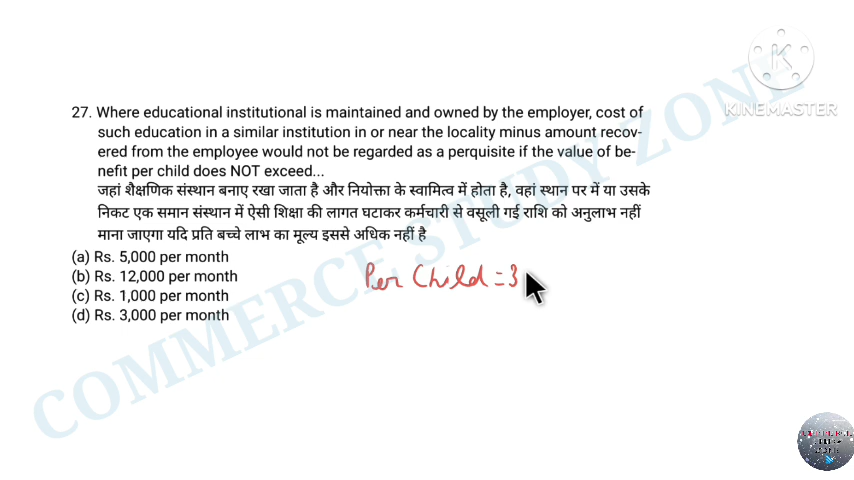 KINEMASTER
COMMERCE STUDY ZONE
27. Where educational institutional is maintained and owned by the employer, cost of
such education in a similar institution in or near the locality minus amount recov-
ered from the employee would not be regarded as a perquisite if the value of be-
nefit per child does NOT exceed...
जहां शैक्षणिक संस्थान बनाए रखा जाता है और नियोक्ता के स्वामित्व में होता है, वहां स्थान पर में या उसके
निकट एक समान संस्थान में ऐसी शिक्षा की लागत घटाकर कर्मचारी से वसूली गई राशि को अनुलाभ नहीं
माना जाएगा यदि प्रति बच्चे लाभ का मूल्य इससे अधिक नहीं है
(a) Rs. 5,000 per month
(b) Rs. 12,000 per month
(c) Rs. 1,000 per month
(d) Rs. 3,000 per month
Per Child = 3